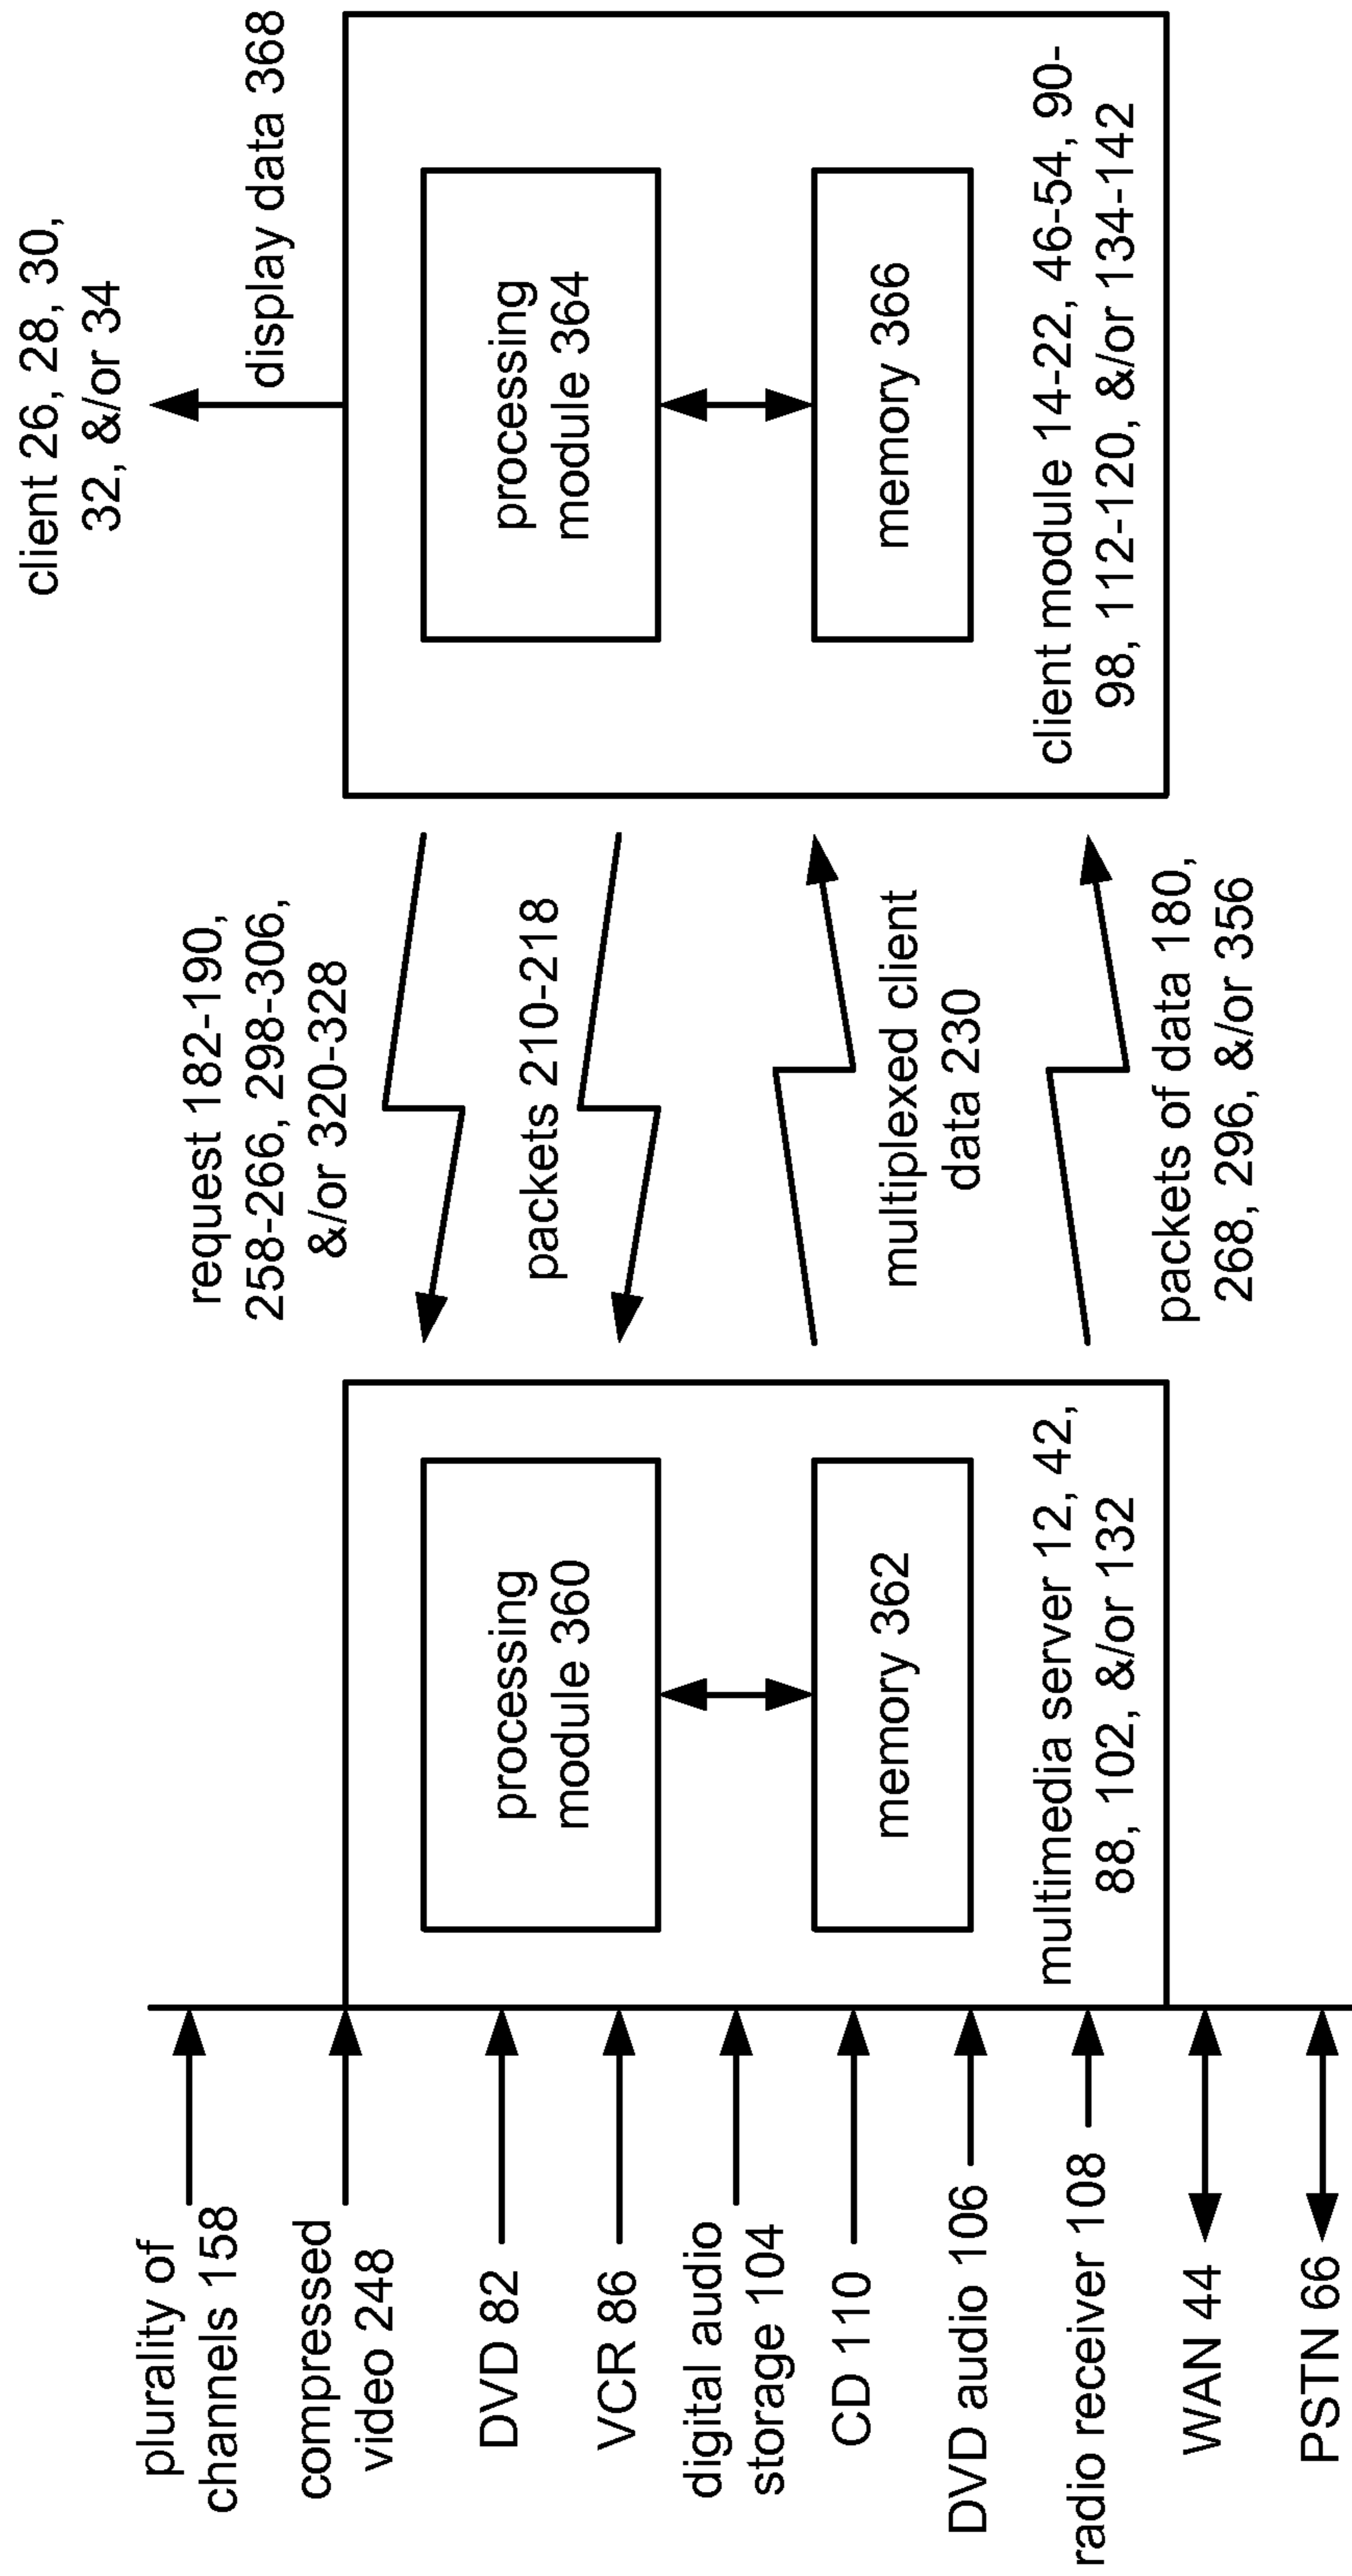 plurality of
channels 158
compressed
video 248
DVD 82
VCR 86
digital audio
storage 104
CD 110
DVD audio 106
radio receiver 108
WAN 44
PSTN 66
processing
module 360
memory 362
multimedia server 12, 42,
88, 102, &/or 132
request 182-190,
258-266, 298-306,
&/or 320-328
packets 210-218
multiplexed client
data 230
packets of data 180,
268, 296, &/or 356
client 26, 28, 30,
32, &/or 34
display data 368
processing
module 364
memory 366
client module 14-22, 46-54, 90-
98, 112-120, &/or 134-142